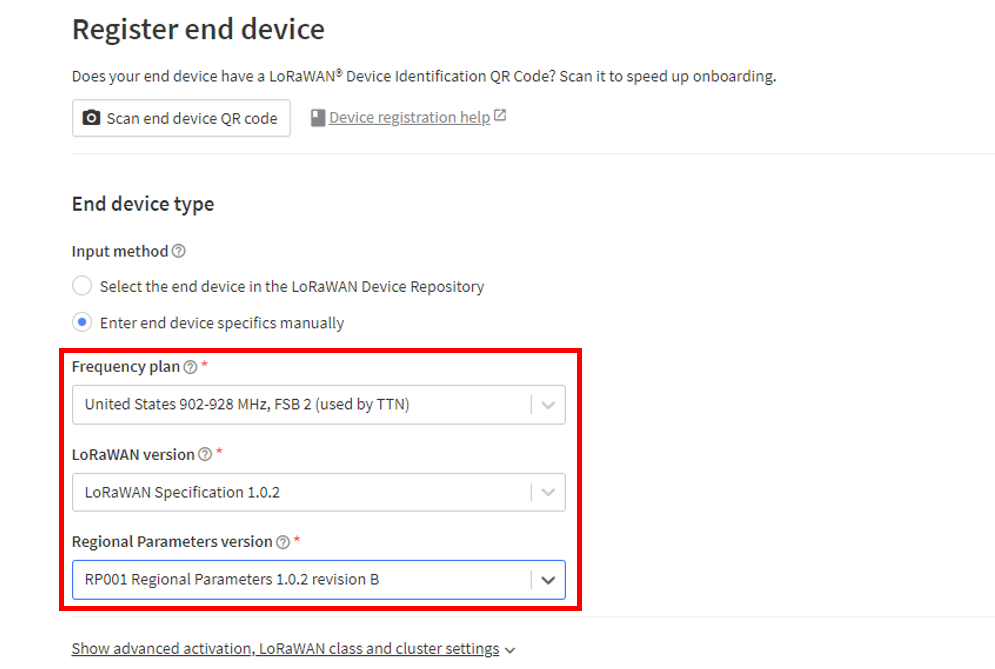 Register end device
Does your end device have a LoRaWAN® Device Identification QR Code? Scan it to speed up onboarding.
Scan end device QR code
Device registration help
End device type
Input method
Select the end device in the LoRaWAN Device Repository
Enter end device specifics manually
Frequency plan *
United States 902-928 MHz, FSB 2 (used by TTN)
LoRaWAN version *
LoRaWAN Specification 1.0.2
Regional Parameters version *
RP001 Regional Parameters 1.0.2 revision B
Show advanced activation, LoRaWAN class and cluster settings